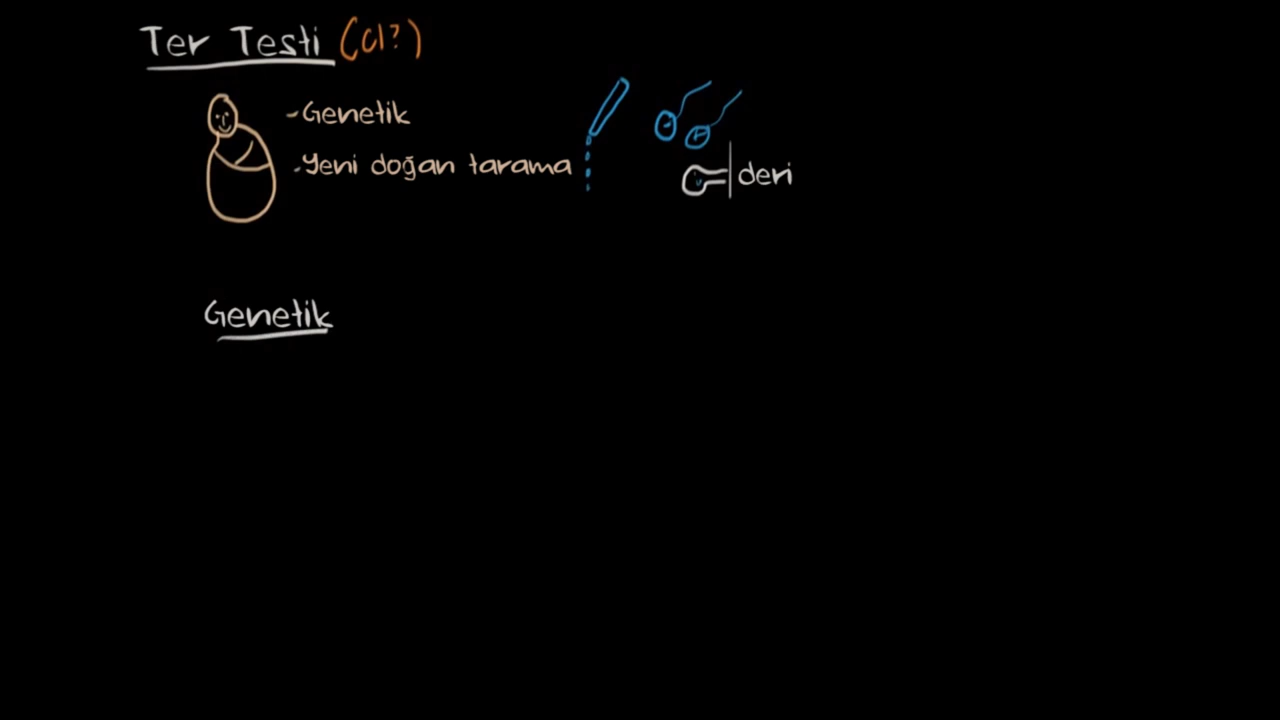 Ter Testi (Cl?)
-Genetik
-Yeni doğan tarama
- +
deri
Genetik